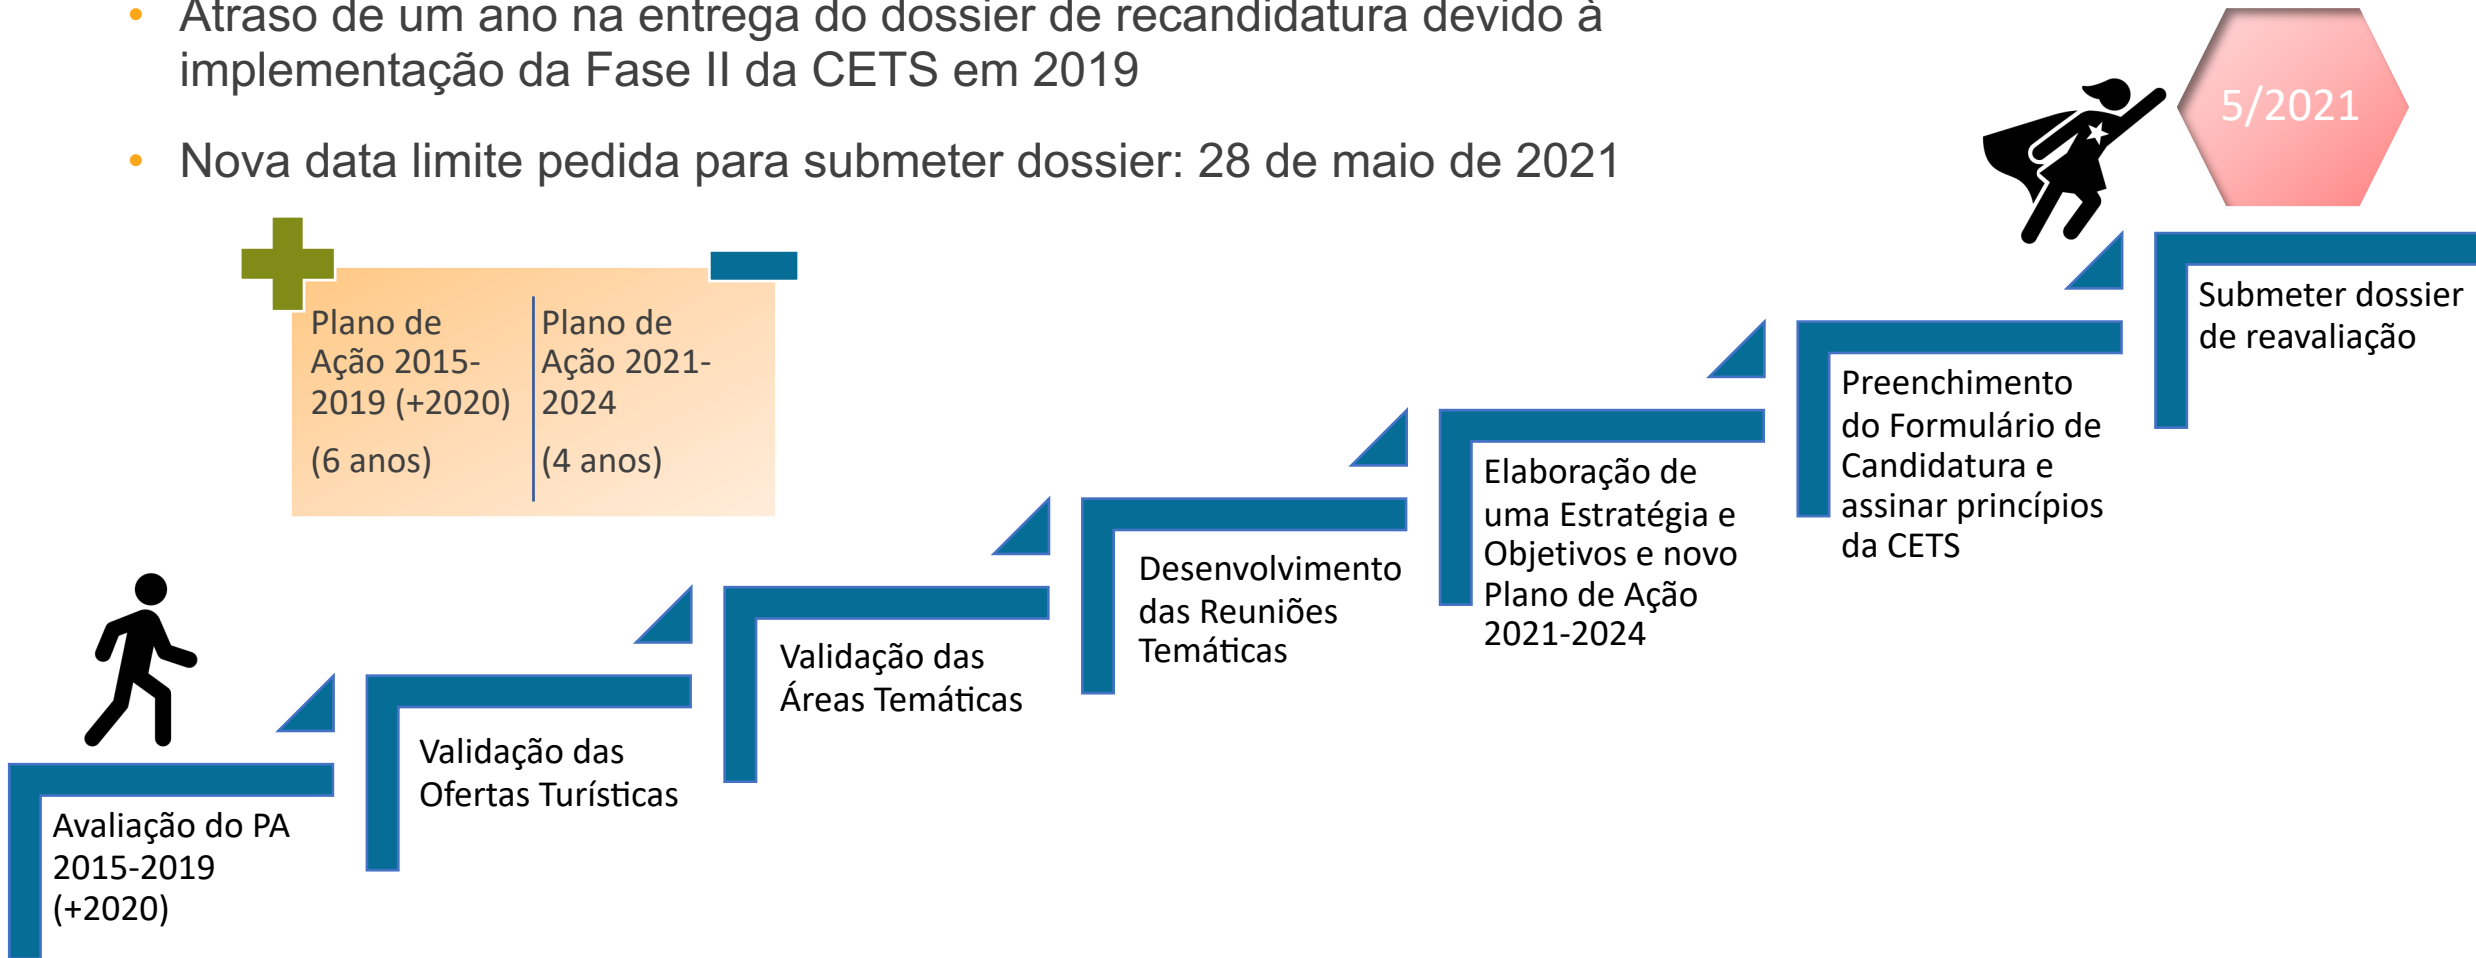 Atraso de um ano na entrega do dossier de recandidatura devido à
implementação da Fase II da CETS em 2019
Nova data limite pedida para submeter dossier: 28 de maio de 2021
5/2021
Plano de
Ação 2015-
2019 (+2020)
(6 anos)
Plano de
Ação 2021-
2024
(4 anos)
Avaliação do PA
2015-2019
(+2020)
Validação das
Ofertas Turísticas
Validação das
Áreas Temáticas
Desenvolvimento
das Reuniões
Temáticas
Elaboração de
uma Estratégia e
Objetivos e novo
Plano de Ação
2021-2024
Preenchimento
do Formulário de
Candidatura e
assinar princípios
da CETS
Submeter dossier
de reavaliação